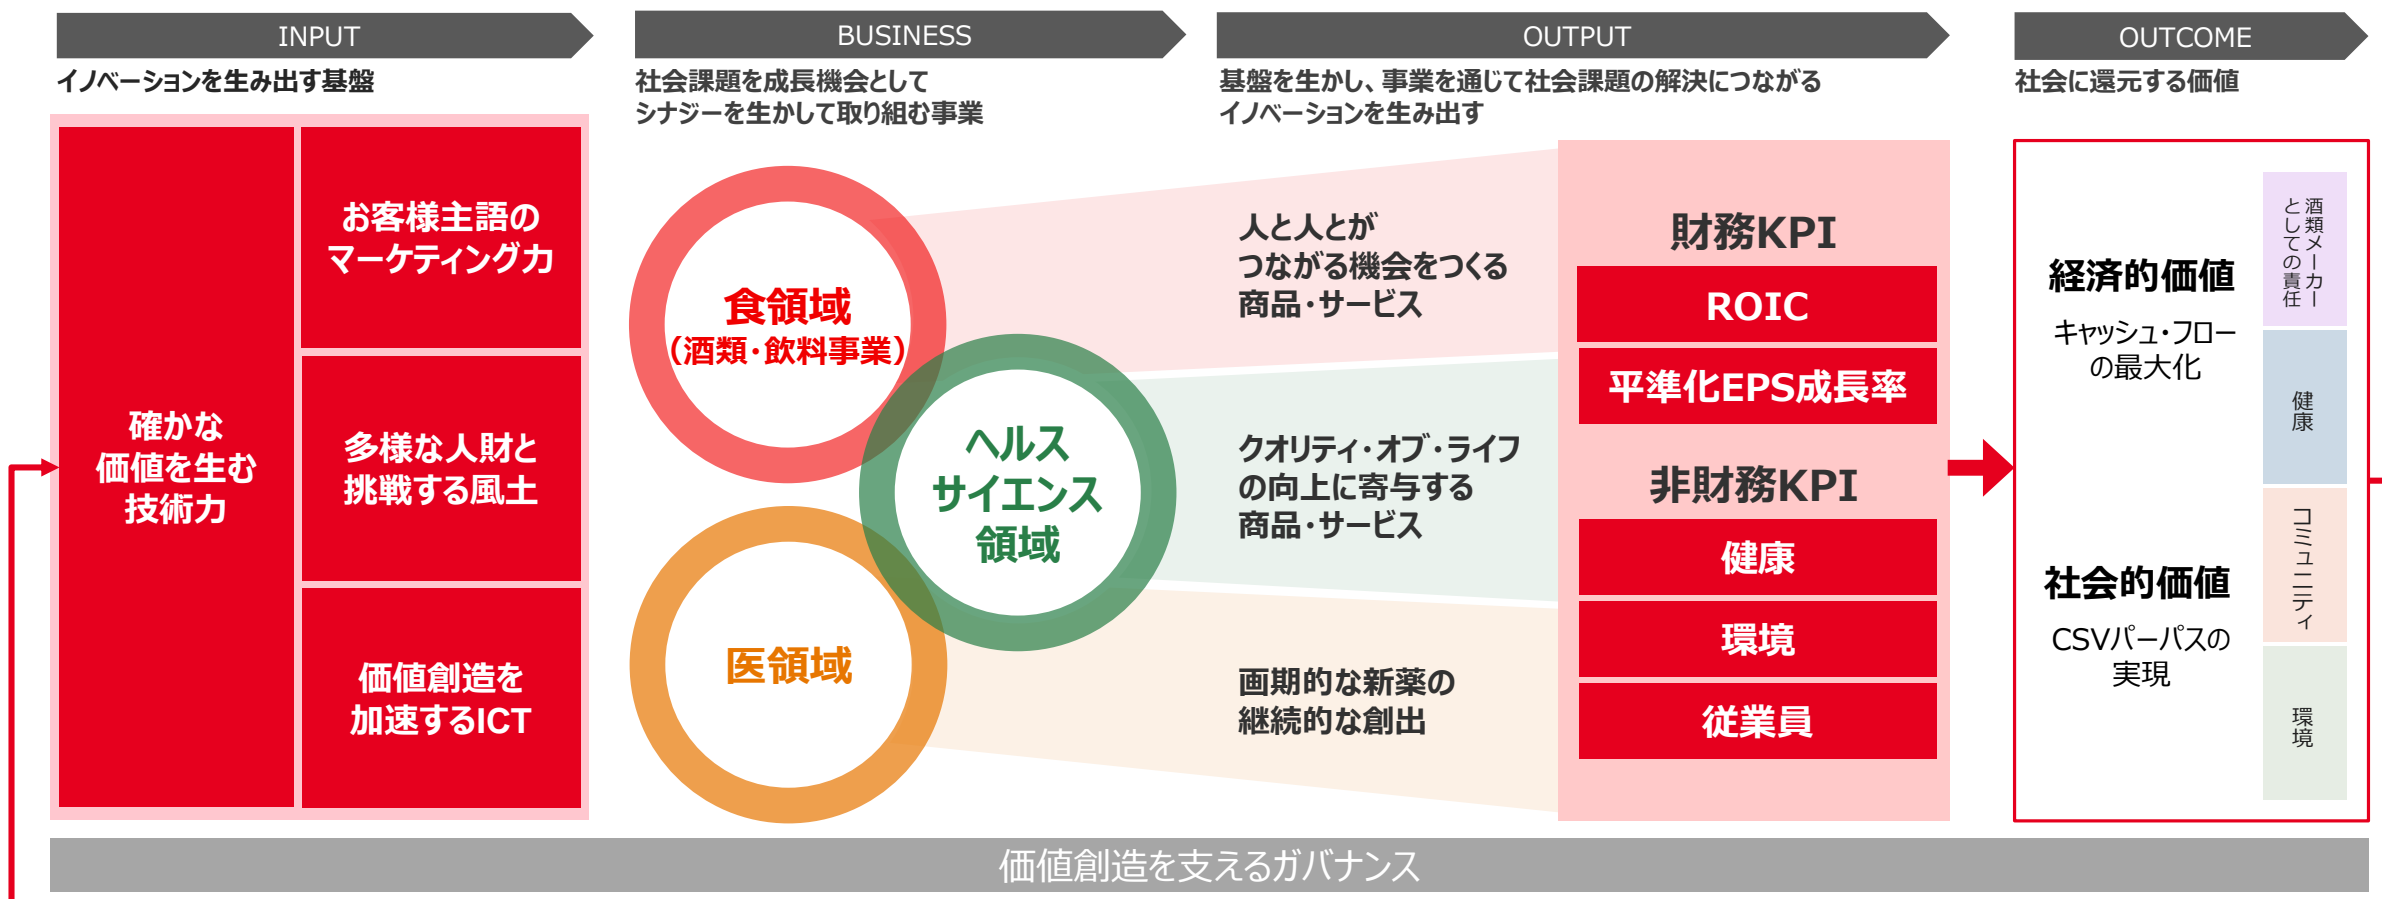 INPUT
イノベーションを生み出す基盤
確かな
価値を生む
技術力
お客様主語の
マーケティング力
多様な人財と
挑戦する風土
価値創造を
加速するICT
BUSINESS
社会課題を成長機会として
シナジーを生かして取り組む事業
食領域
（酒類・飲料事業）
ヘルス
サイエンス
領域
医領域
OUTPUT
基盤を生かし、事業を通じて社会課題の解決につながる
イノベーションを生み出す
人と人とが
つながる機会をつくる
商品・サービス
クオリティ・オブ・ライフ
の向上に寄与する
商品・サービス
画期的な新薬の
継続的な創出
財務KPI
ROIC
平準化EPS成長率
非財務KPI
健康
環境
従業員
OUTCOME
社会に還元する価値
経済的価値
キャッシュ・フロー
の最大化
社会的価値
CSVパーパスの
実現
酒類メーカー
としての責任
健康
コミュニティ
環境
価値創造を支えるガバナンス